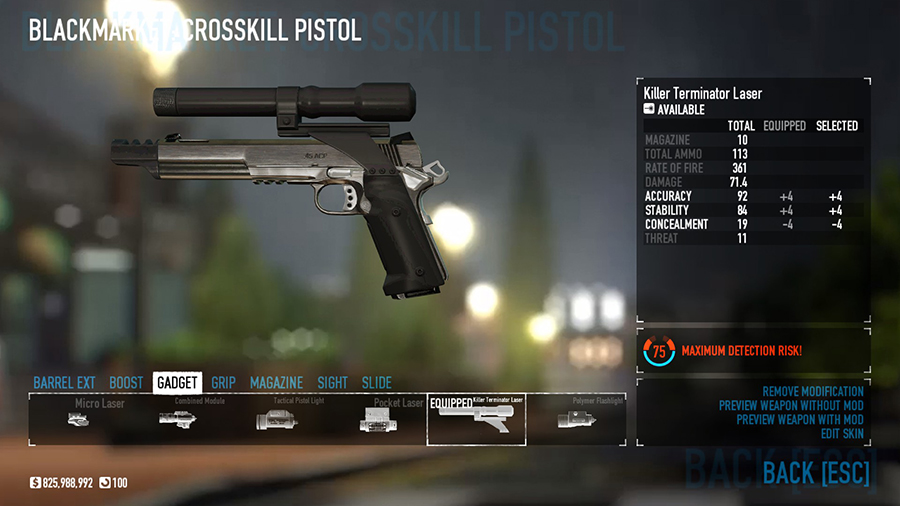 BLACKMARKET: CROSSKILL PISTOL
Killer Terminator Laser
AVAILABLE
TOTAL EQUIPPED SELECTED
MAGAZINE 10
TOTAL AMMO 113
RATE OF FIRE 361
DAMAGE 71.4
ACCURACY 92 +4 +4
STABILITY 84 +4 +4
CONCEALMENT 19 -4 -4
THREAT 11
75 MAXIMUM DETECTION RISK!
BARREL EXT BOOST GADGET GRIP MAGAZINE SIGHT SLIDE
Micro Laser
Combined Module
Tactical Pistol Light
Pocket Laser
EQUIPPED Killer Terminator Laser
Polymer Flashlight
REMOVE MODIFICATION
PREVIEW WEAPON WITHOUT MOD
PREVIEW WEAPON WITH MOD
EDIT SKIN
BACK [ESC]
$ 825,988,992 100